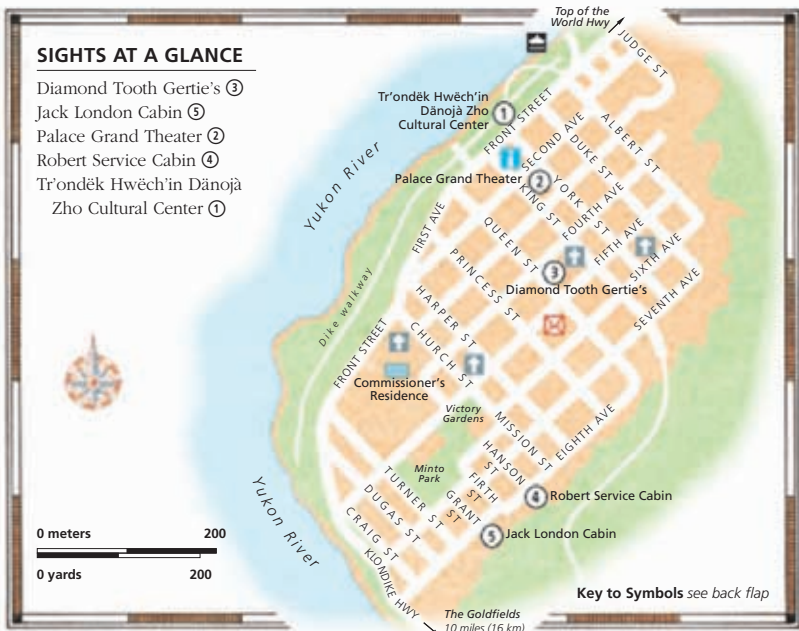 SIGHTS AT A GLANCE
Diamond Tooth Gertie's ③
Jack London Cabin ⑤
Palace Grand Theater ②
Robert Service Cabin ④
Tr'ondëk Hwëch'in Dänojà
Zho Cultural Center ①
Top of the
World Hwy
JUDGE ST
Tr'ondëk Hwëch'in
Dänojà Zho
Cultural Center
1
FRONT STREET
SECOND AVE
ALBERT ST
DUKE ST
Yukon River
Palace Grand Theater
2
YORK ST
KING ST
FOURTH AVE
FIRST AVE
QUEEN ST
FIFTH AVE
SIXTH AVE
3
Diamond Tooth Gertie's
PRINCESS ST
SEVENTH AVE
Dike walkway
HARPER ST
CHURCH ST
FRONT STREET
Commissioner's
Residence
Victory
Gardens
MISSION ST
EIGHTH AVE
HANSON ST
Minto
Park
FIRTH ST
GRANT ST
4
Robert Service Cabin
TURNER ST
DUGAS ST
CRAIG ST
5
Jack London Cabin
Yukon River
KLONDIKE HWY
0 meters 200
0 yards 200
Key to Symbols see back flap
The Goldfields
10 miles (16 km)